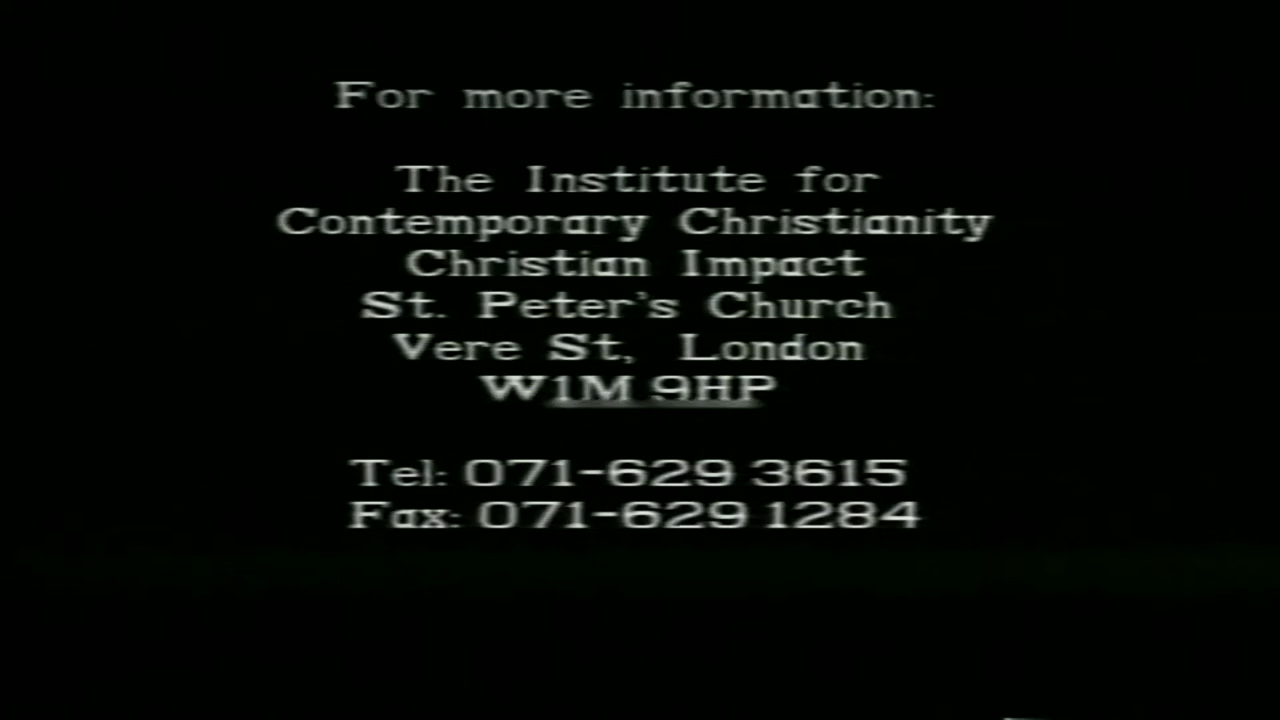 For more information:
The Institute for
Contemporary Christianity
Christian Impact
St. Peter's Church
Vere St, London
W1M 9HP
Tel: 071-629 3615
Fax: 071-629 1284